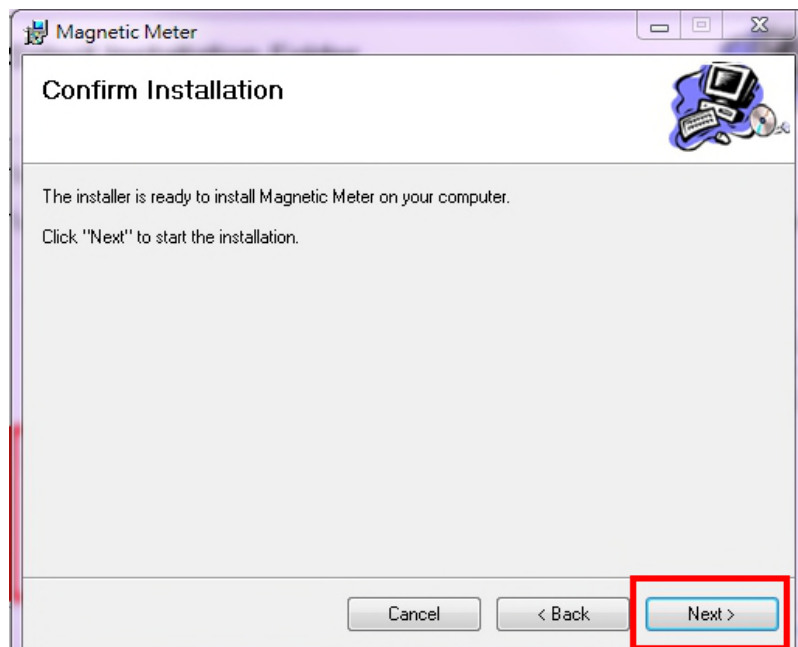 Magnetic Meter
Confirm Installation
The installer is ready to install Magnetic Meter on your computer.
Click "Next" to start the installation.
Cancel
< Back
Next >